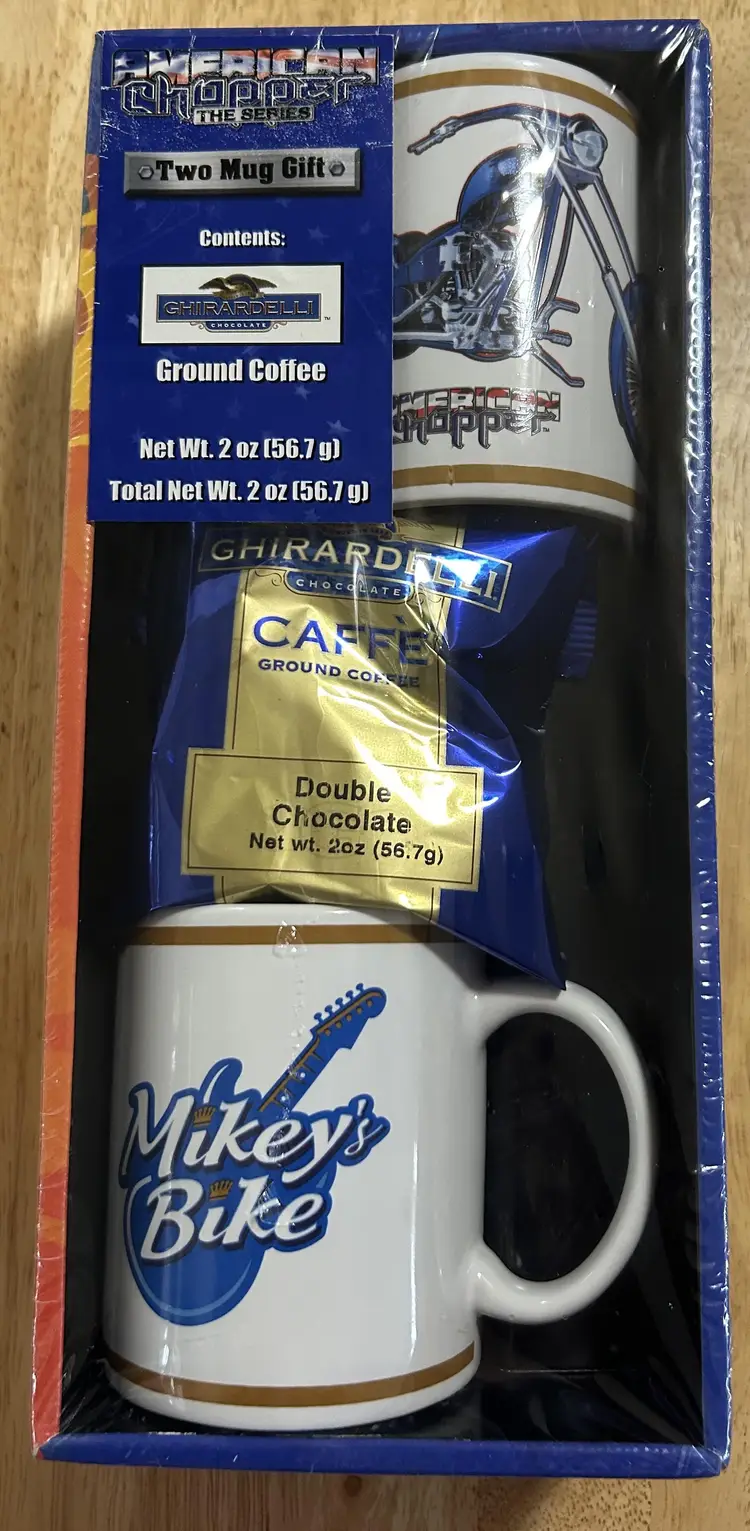 AMERICAN
chopper
THE SERIES
Two Mug Gift
Contents:
GHIRARDELLI
CHOCOLATE
TM
Ground Coffee
Net Wt. 2 oz (56.7 g)
Total Net Wt. 2 oz (56.7 g)
AMERICAN
chopper
TM
GHIRARDELLI
CHOCOLATE
CAFFÈ
GROUND COFFEE
Double
Chocolate
Net wt. 2oz (56.7g)
Mikey's
Bike